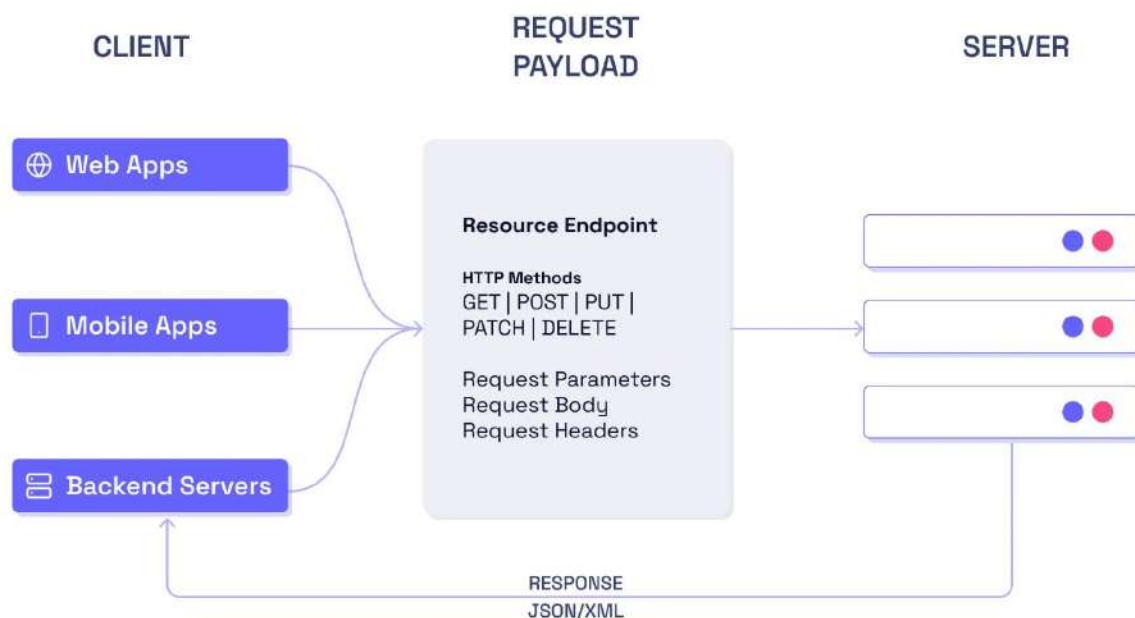 CLIENT
REQUEST
PAYLOAD
SERVER
Web Apps
Mobile Apps
Backend Servers
Resource Endpoint
HTTP Methods
GET | POST | PUT |
PATCH | DELETE
Request Parameters
Request Body
Request Headers
RESPONSE
JSON/XML